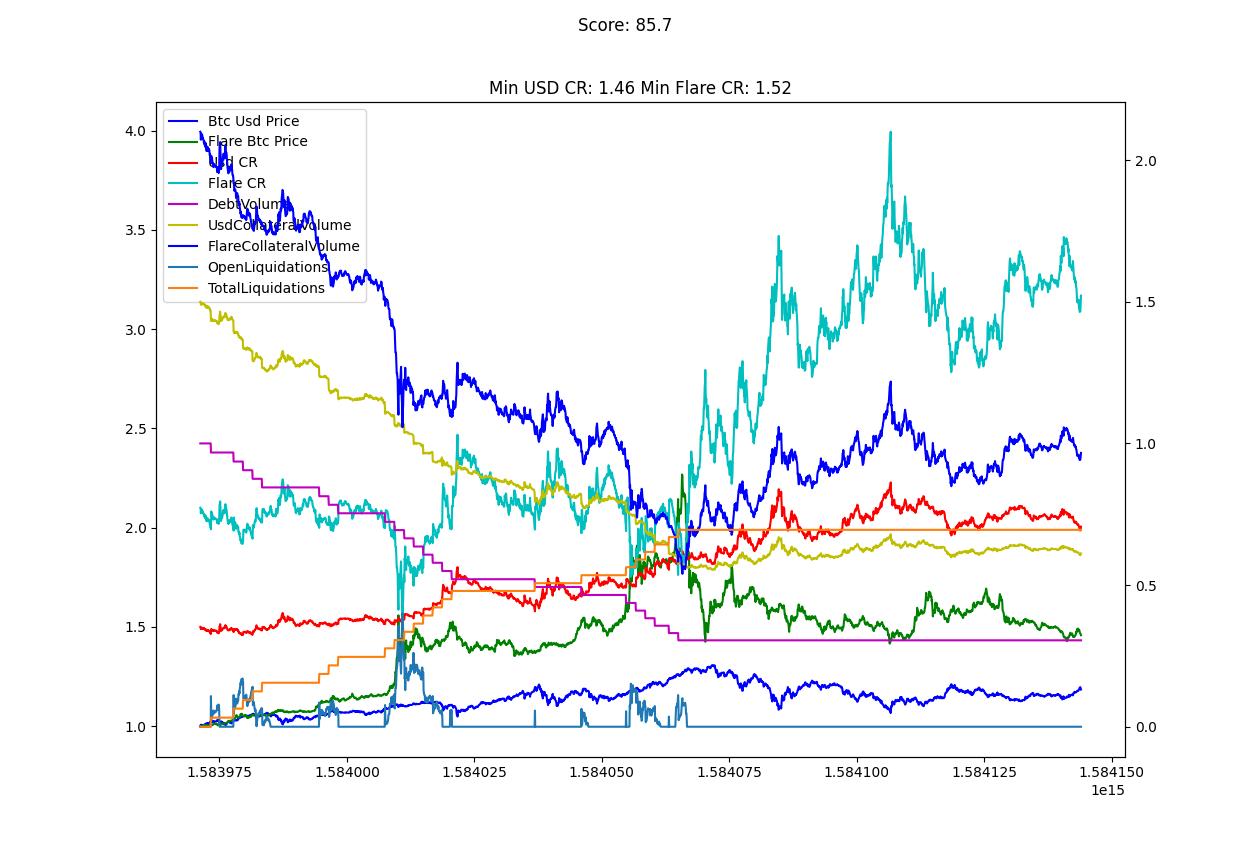 Score: 85.7
Min USD CR: 1.46 Min Flare CR: 1.52
4.0
3.5
3.0
2.5
2.0
1.5
1.0
Btc Usd Price
Flare Btc Price
Usd CR
Flare CR
DebtVolume
UsdCollateralVolume
FlareCollateralVolume
OpenLiquidations
TotalLiquidations
2.0
1.5
1.0
0.5
0.0
1.583975 1.584000 1.584025 1.584050 1.584075 1.584100 1.584125 1.584150
1e15